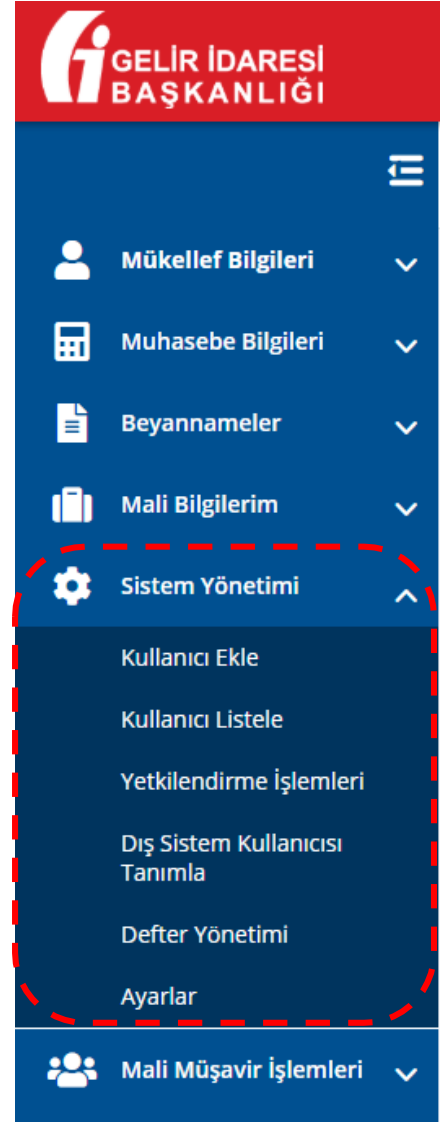 GELİR İDARESİ
BAŞKANLIĞI
Mükellef Bilgileri
Muhasebe Bilgileri
Beyannameler
Mali Bilgilerim
Sistem Yönetimi
Kullanıcı Ekle
Kullanıcı Listele
Yetkilendirme İşlemleri
Dış Sistem Kullanıcısı
Tanımla
Defter Yönetimi
Ayarlar
Mali Müşavir İşlemleri